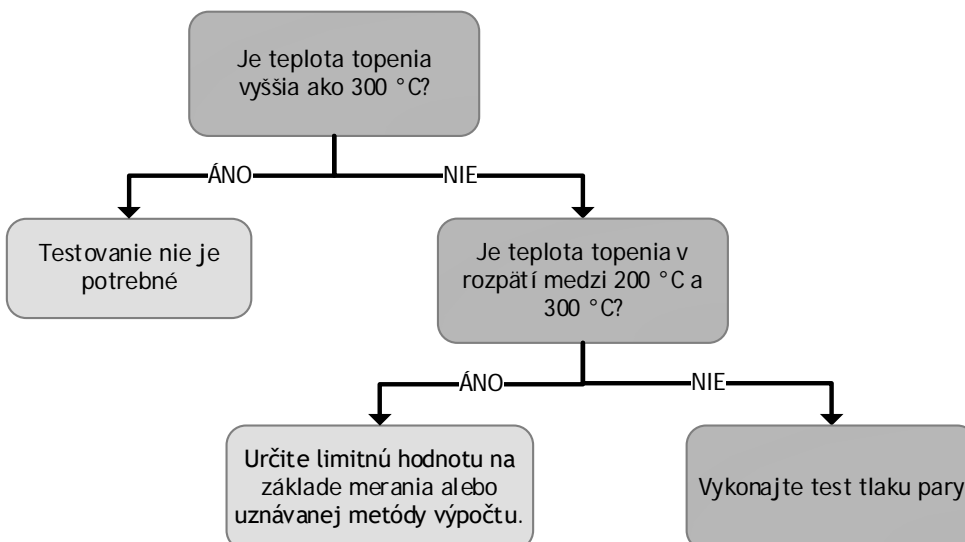 Je teplota topenia
vyššia ako 300 °C?
ÁNO
NIE
Testovanie nie je
potrebné
Je teplota topenia v
rozpätí medzi 200 °C a
300 °C?
ÁNO
NIE
Určite limitnú hodnotu na
základe merania alebo
uznávanej metódy výpočtu.
Vykonajte test tlaku pary